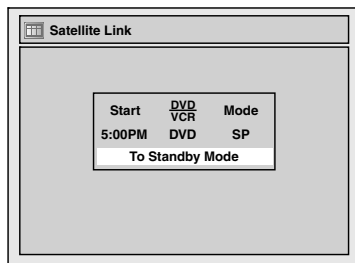 Satellite Link
Start DVD Mode
VCR
5:00PM DVD SP
To Standby Mode